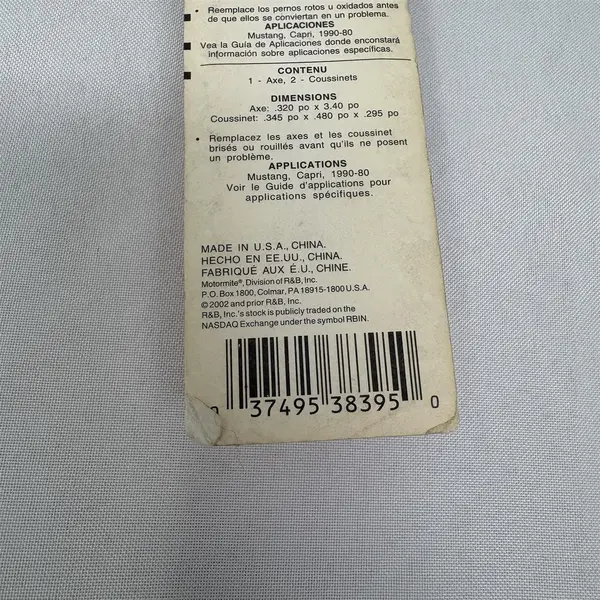 • Reemplace los pernos rotos u oxidados antes
de que ellos se conviertan en un problema.
APLICACIONES
Mustang, Capri, 1990-80
Vea la Guía de Aplicaciones donde encontrará
información sobre aplicaciones específicas.
CONTENU
1 - Axe, 2 - Coussinets
DIMENSIONS
Axe: .320 po x 3.40 po
Coussinet: .345 po x .480 po x .295 po
• Remplacez les axes et les coussinet
brisés ou rouillés avant qu'ils ne posent
un problème.
APPLICATIONS
Mustang, Capri, 1990-80
Voir le Guide d'applications pour
applications spécifiques.
MADE IN U.S.A., CHINA.
HECHO EN EE.UU., CHINA.
FABRIQUÉ AUX É.U., CHINE.
Motormite®, Division of R&B, Inc.
P.O. Box 1800, Colmar, PA 18915-1800 U.S.A.
© 2002 and prior R&B, Inc.
R&B, Inc.'s stock is publicly traded on the
NASDAQ Exchange under the symbol RBIN.
37495 38395 0